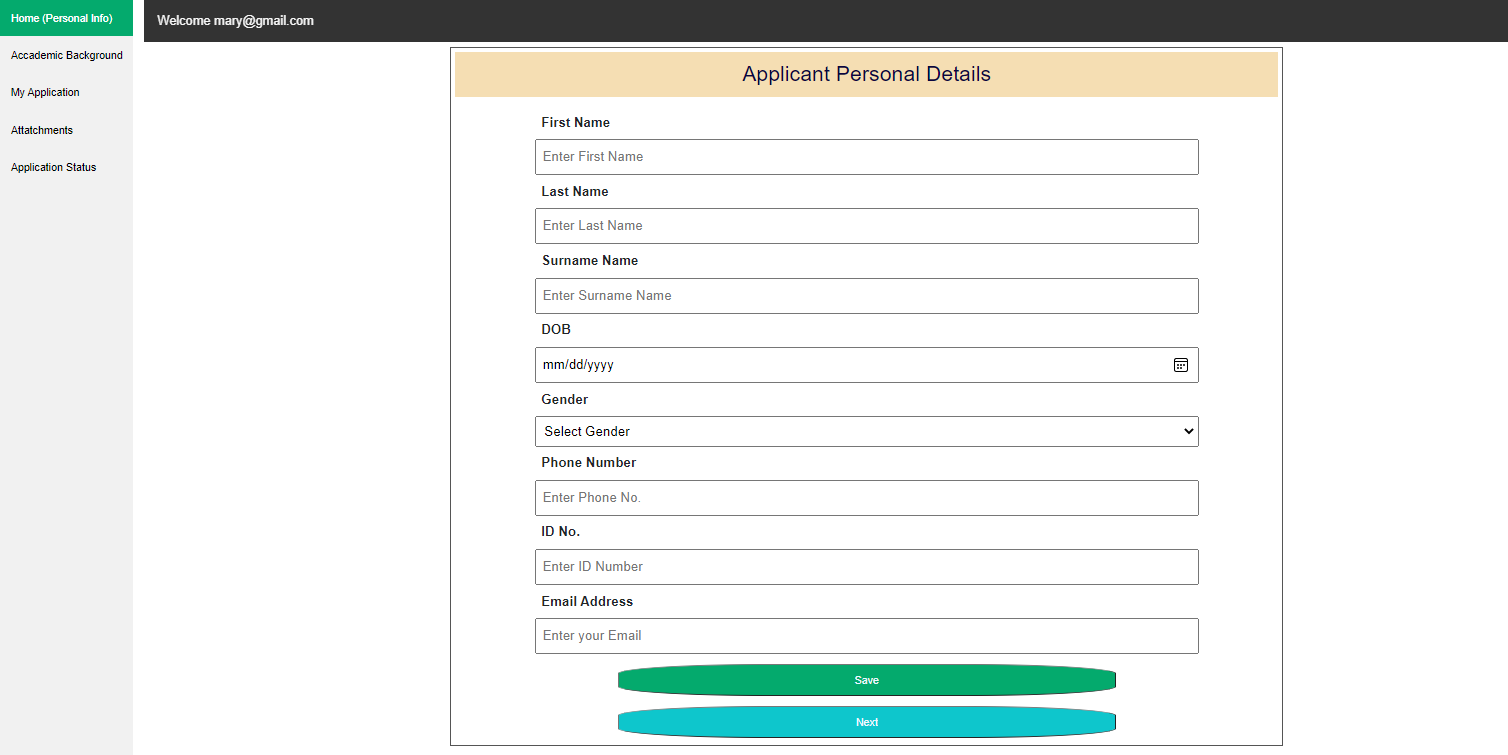 Home (Personal Info)
Accademic Background
My Application
Attatchments
Application Status
Welcome mary@gmail.com
Applicant Personal Details
First Name
Enter First Name
Last Name
Enter Last Name
Surname Name
Enter Surname Name
DOB
mm/dd/yyyy
Gender
Select Gender
Phone Number
Enter Phone No.
ID No.
Enter ID Number
Email Address
Enter your Email
Save
Next